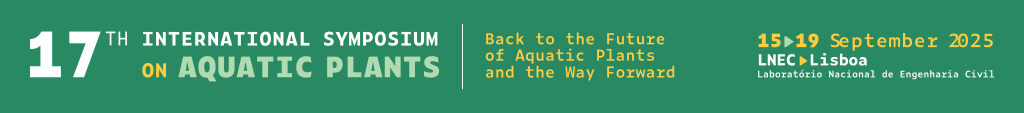 17TH INTERNATIONAL SYMPOSIUM
ON AQUATIC PLANTS
Back to the Future
of Aquatic Plants
and the Way Forward
15▶19 September 2025
LNEC▶Lisboa
Laboratório Nacional de Engenharia Civil